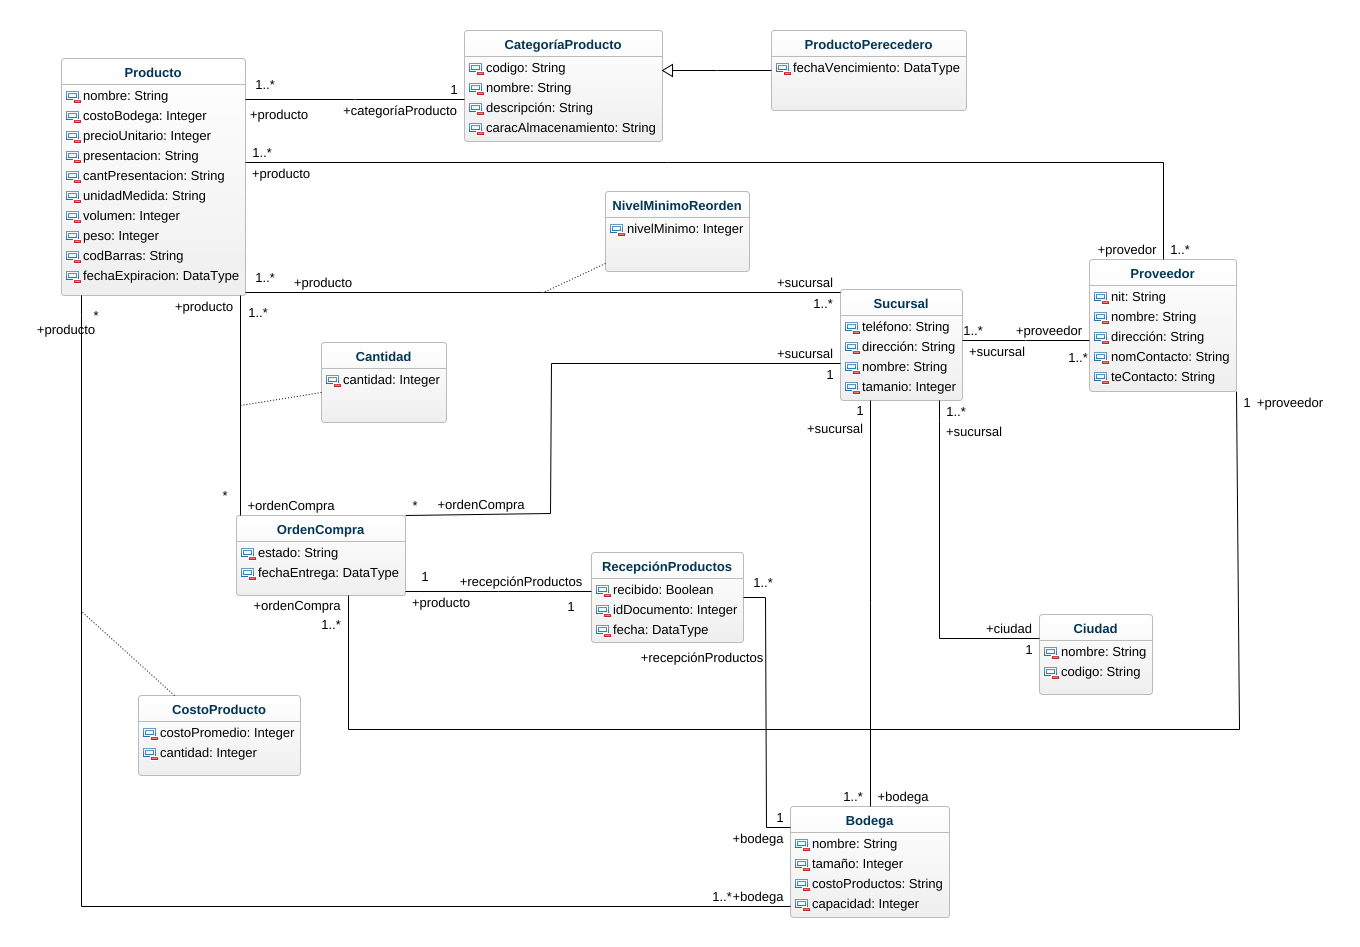 CategoríaProducto
codigo: String
nombre: String
descripción: String
caracAlmacenamiento: String
ProductoPerecedero
fechaVencimiento: DataType
Producto
nombre: String
costoBodega: Integer
precioUnitario: Integer
presentacion: String
cantPresentacion: String
unidadMedida: String
volumen: Integer
peso: Integer
codBarras: String
fechaExpiracion: DataType
1..*
+producto
1
+categoríaProducto
1..*
+producto
+provedor
1..*
NivelMinimoReorden
nivelMinimo: Integer
1..*
+producto
+sucursal
1..*
Proveedor
nit: String
nombre: String
dirección: String
nomContacto: String
teContacto: String
Sucursal
teléfono: String
dirección: String
nombre: String
tamanio: Integer
1..*
+proveedor
+sucursal
1..*
+producto
1..*
*
+producto
Cantidad
cantidad: Integer
+sucursal
1
1
+sucursal
1..*
+sucursal
1
+proveedor
*
+ordenCompra
*
+ordenCompra
OrdenCompra
estado: String
fechaEntrega: DataType
1
+recepciónProductos
+producto
1
RecepciónProductos
recibido: Boolean
idDocumento: Integer
fecha: DataType
1..*
+recepciónProductos
+ordenCompra
1..*
+ciudad
1
Ciudad
nombre: String
codigo: String
CostoProducto
costoPromedio: Integer
cantidad: Integer
1..*
+bodega
1
+bodega
Bodega
nombre: String
tamaño: Integer
costoProductos: String
capacidad: Integer
1..*
+bodega